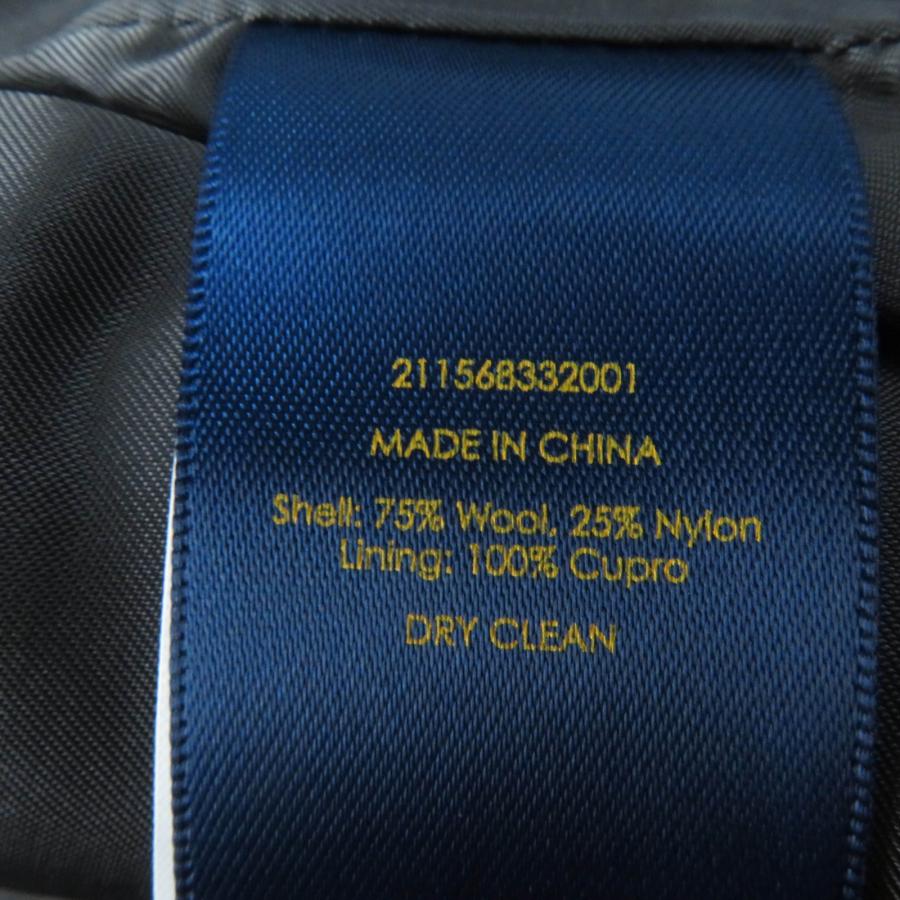 211568332001
MADE IN CHINA
Shell: 75% Wool, 25% Nylon
Lining: 100% Cupro
DRY CLEAN